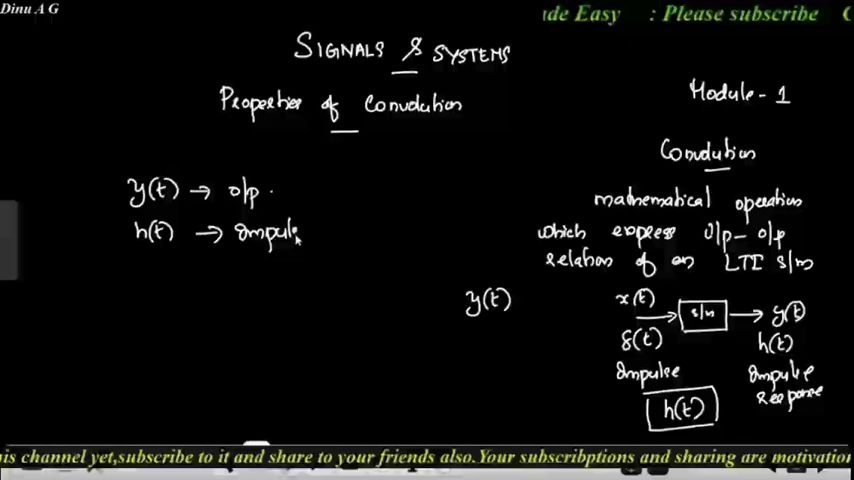 Dinu A G
ide Easy : Please subscribe
SIGNALS & SYSTEMS
Properties of Convolution
Module - 1
Convolution
mathematical operation
which express i/p - o/p
relation of an LTI s/m
y(t) → o/p
h(t) → Impuls
y(t)
x(t) → s/m → y(t)
δ(t) h(t)
Impulse Impulse
response
h(t)
is channel yet,subscribe to it and share to your friends also.Your subscribptions and sharing are motivation